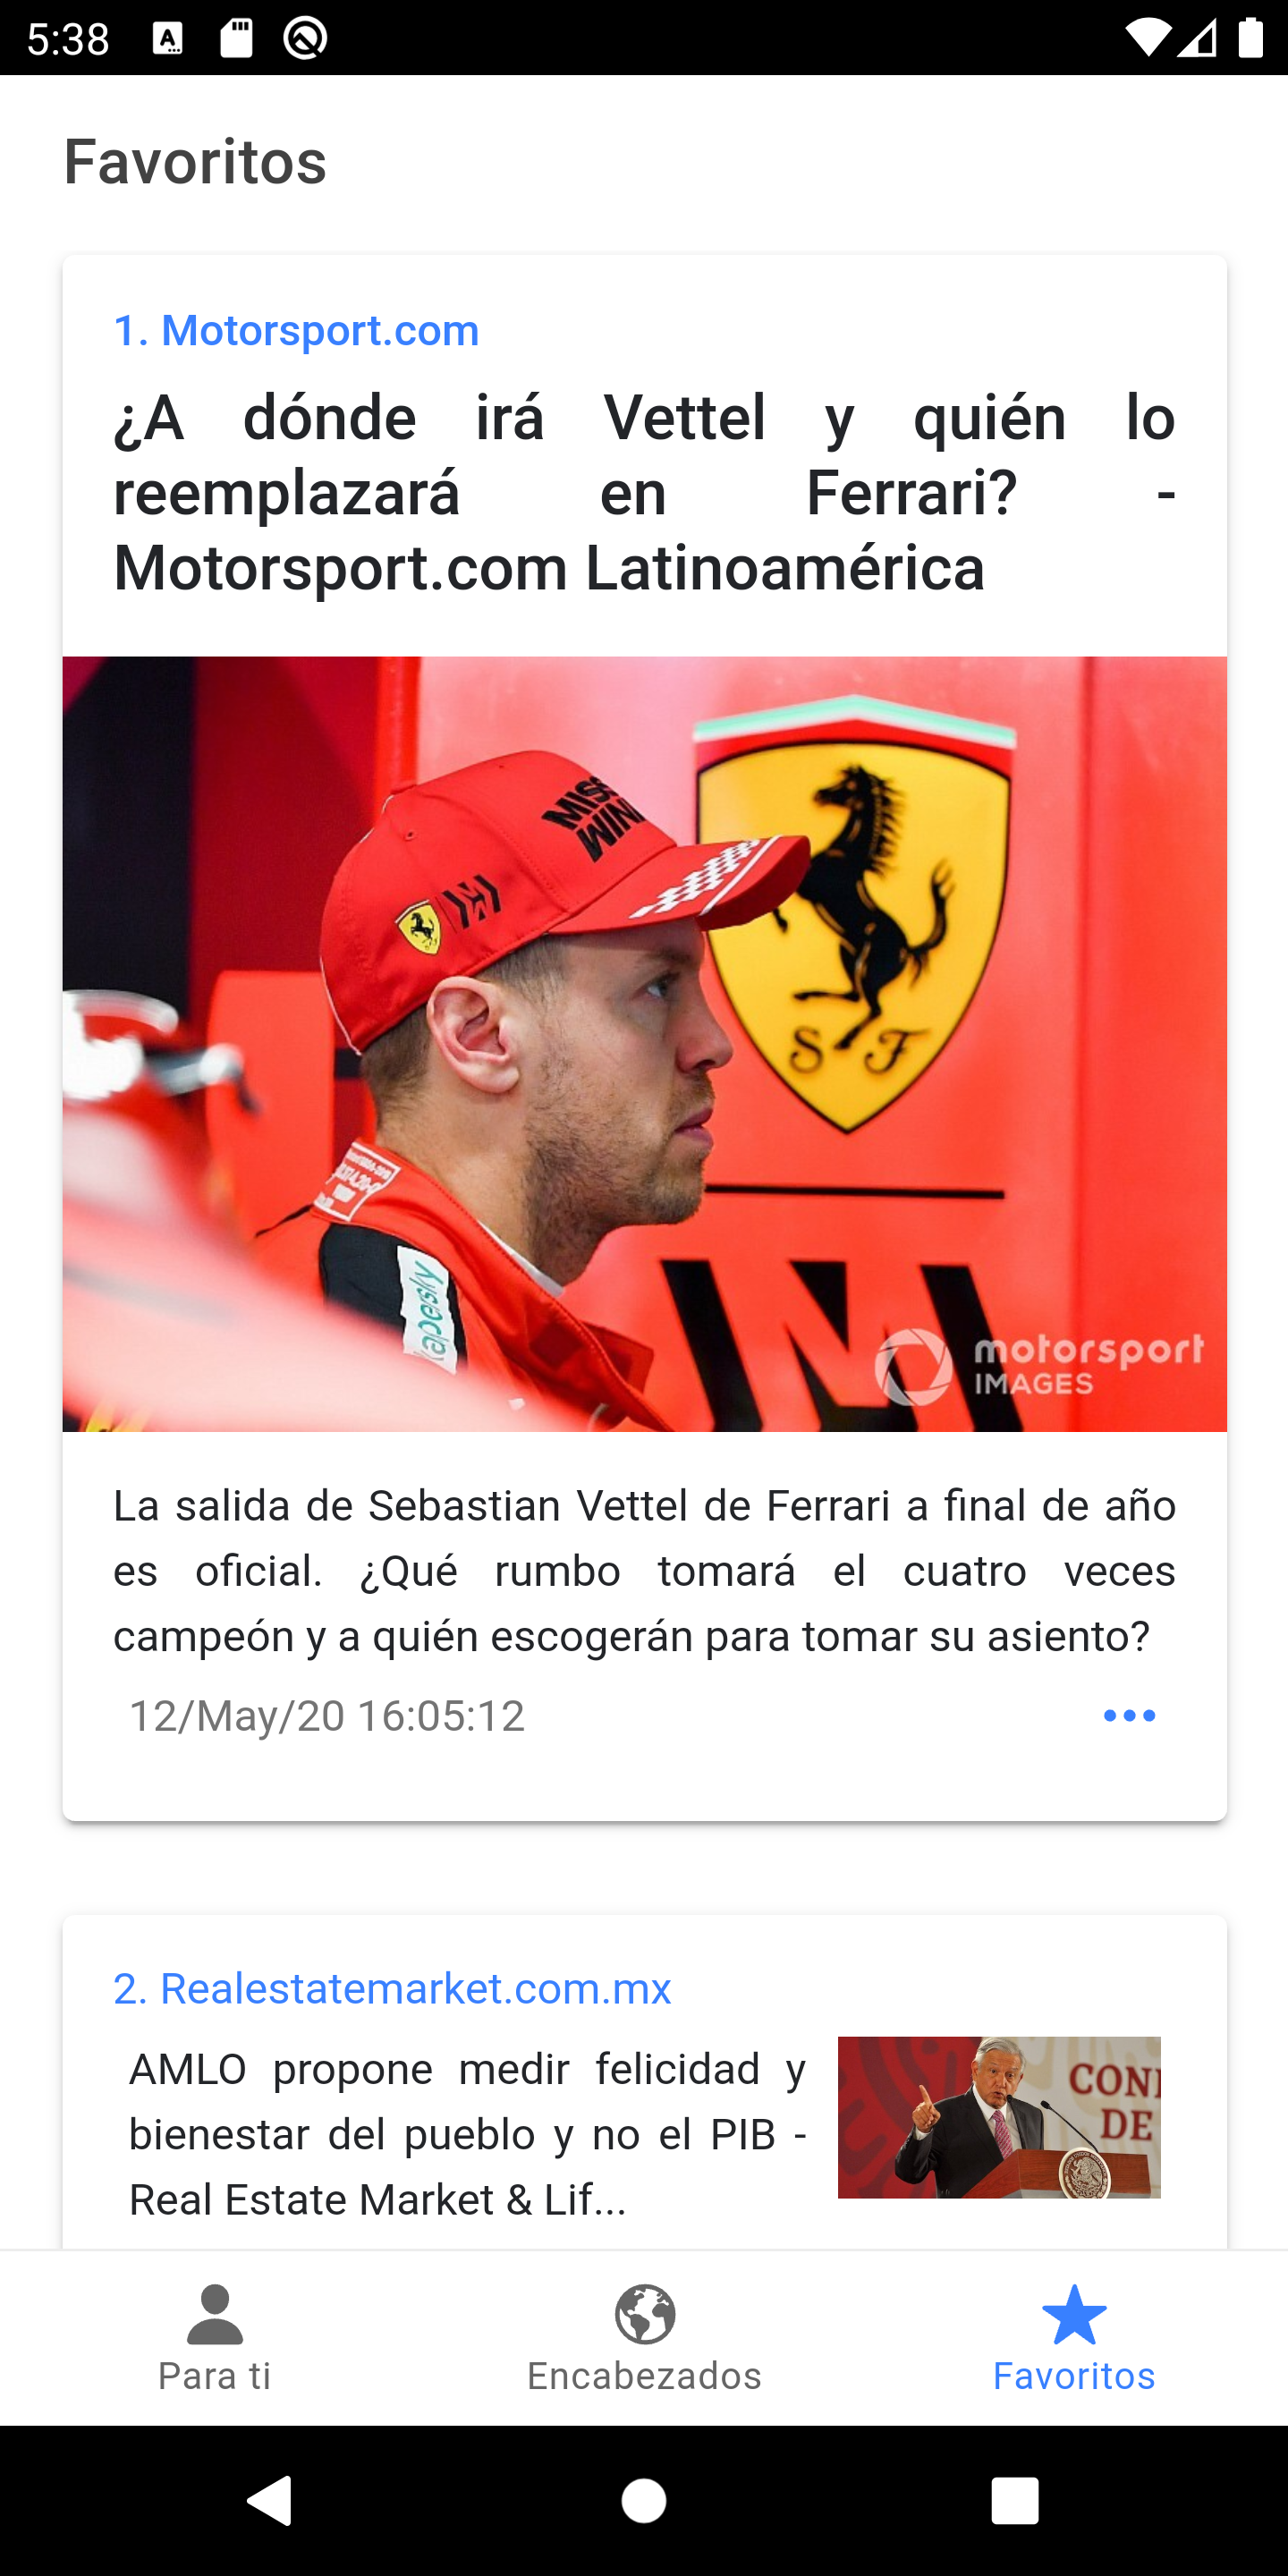 5:38
Favoritos
1. Motorsport.com
¿A dónde irá Vettel y quién lo
reemplazará en Ferrari? -
Motorsport.com Latinoamérica
MISS
WIN
S F
motorsport
IMAGES
La salida de Sebastian Vettel de Ferrari a final de año
es oficial. ¿Qué rumbo tomará el cuatro veces
campeón y a quién escogerán para tomar su asiento?
12/May/20 16:05:12
2. Realestatemarket.com.mx
AMLO propone medir felicidad y
bienestar del pueblo y no el PIB -
Real Estate Market & Lif...
CON
DE
Para ti
Encabezados
Favoritos